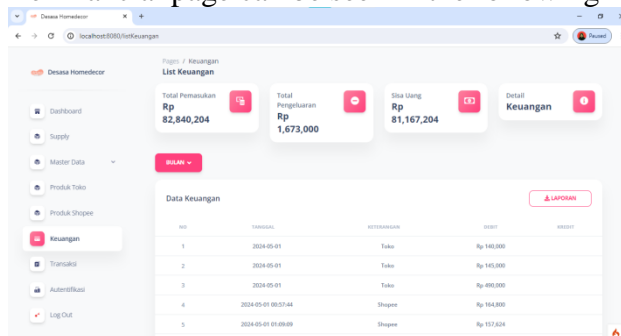 Desasa Homedecor
localhost:8080/listKeuangan
Paused
Desasa Homedecor
Dashboard
Supply
Master Data
Produk Toko
Produk Shopee
Keuangan
Transaksi
Autentifikasi
Log Out
Pages / Keuangan
List Keuangan
Total Pemasukan
Rp
82,840,204
Total
Pengeluaran
Rp
1,673,000
Sisa Uang
Rp
81,167,204
Detail
Keuangan
BULAN
Data Keuangan
LAPORAN
NO TANGGAL KETERANGAN DEBIT KREDIT
1 2024-05-01 Toko Rp 140,000
2 2024-05-01 Toko Rp 145,000
3 2024-05-01 Toko Rp 490,000
4 2024-05-01 00:57:44 Shopee Rp 164,800
5 2024-05-01 01:09:09 Shopee Rp 157,624